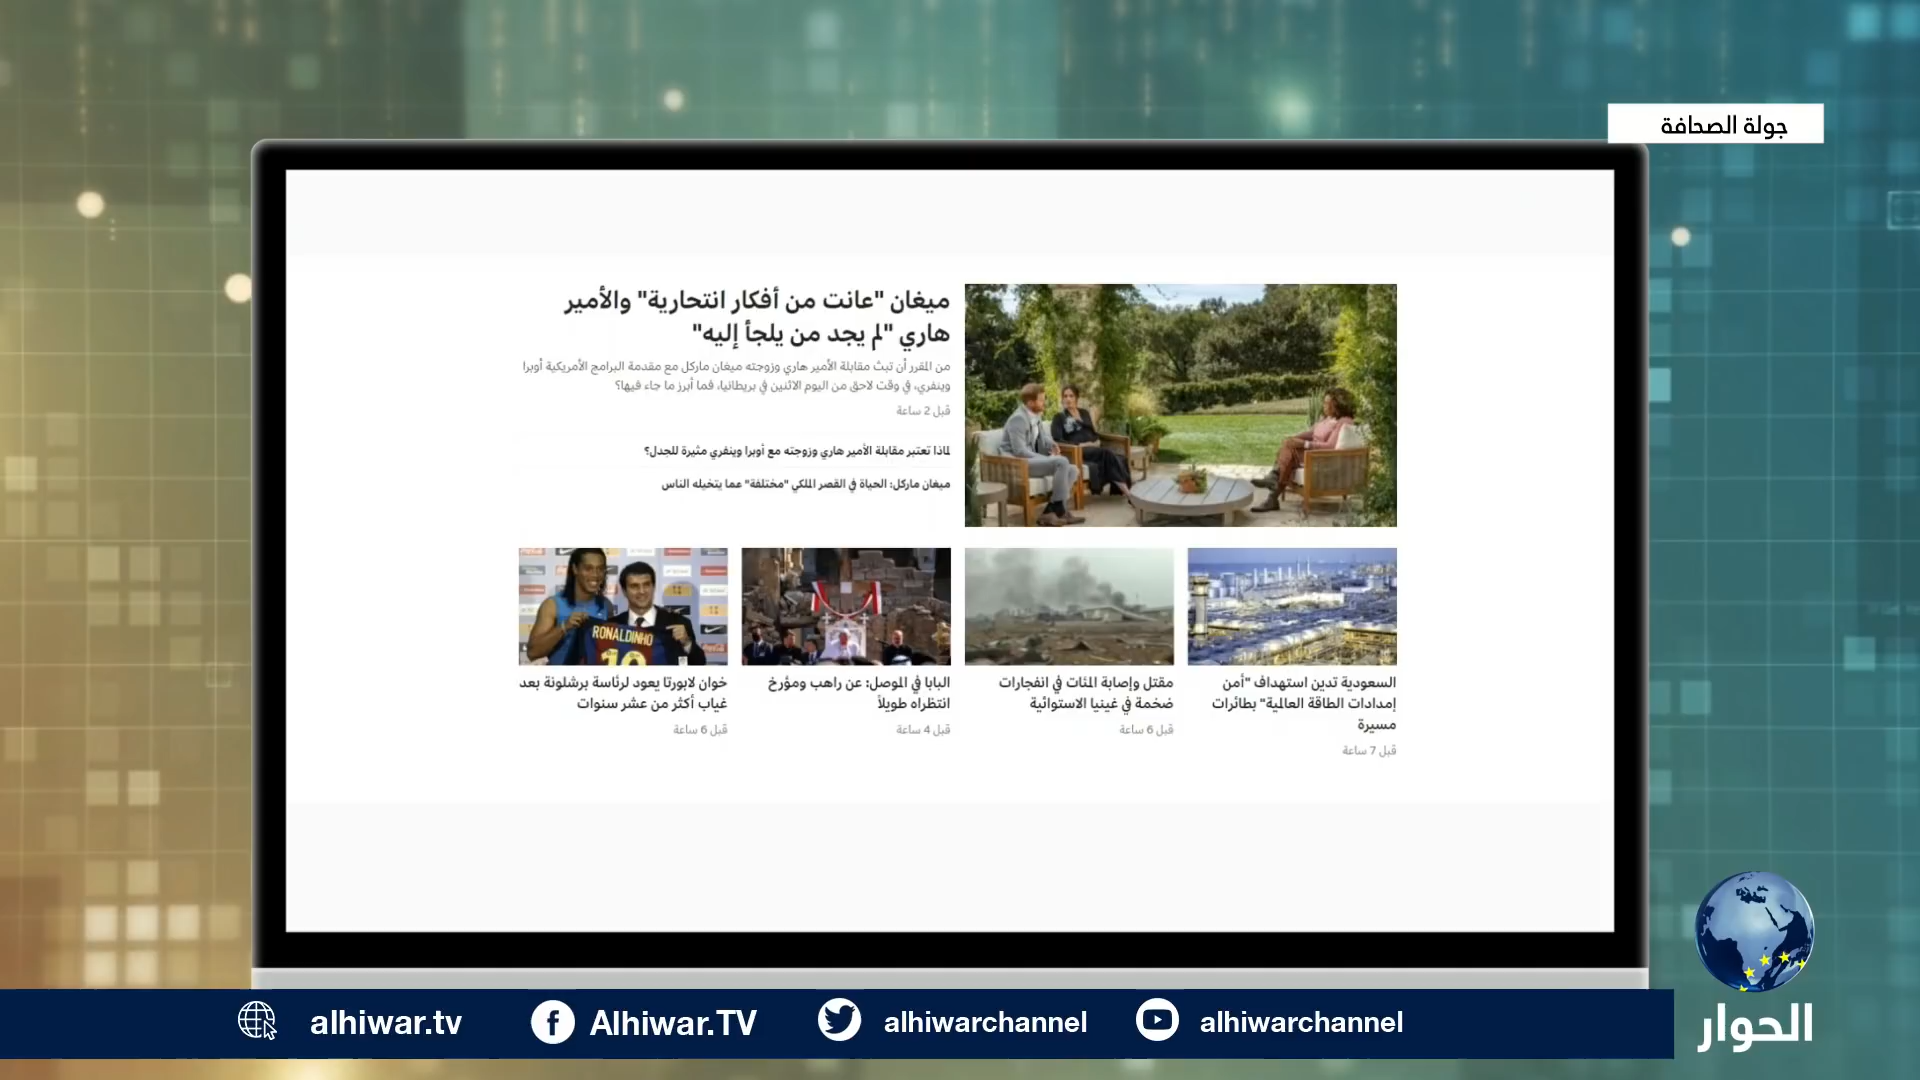 جولة الصحافة
ميغان "عانت من أفكار انتحارية" والأمير
هاري "لم يجد من يلجأ إليه"
من المقرر أن تبث مقابلة الأمير هاري وزوجته ميغان ماركل مع مقدمة البرامج الأمريكية أوبرا
وينفري، في وقت لاحق من اليوم الاثنين في بريطانيا، فما أبرز ما جاء فيها؟
قبل 2 ساعة
لماذا تعتبر مقابلة الأمير هاري وزوجته مع أوبرا وينفري مثيرة للجدل؟
ميغان ماركل: الحياة في القصر الملكي "مختلفة" عما يتخيله الناس
السعودية تدين استهداف "أمن
إمدادات الطاقة العالمية" بطائرات
مسيرة
قبل 7 ساعة
مقتل وإصابة المئات في انفجارات
ضخمة في غينيا الاستوائية
قبل 6 ساعة
البابا في الموصل: عن راهب ومؤرخ
انتظراه طويلاً
قبل 4 ساعة
RONALDINHO
10
خوان لابورتا يعود لرئاسة برشلونة بعد
غياب أكثر من عشر سنوات
قبل 6 ساعة
alhiwar.tv
Alhiwar.TV
alhiwarchannel
alhiwarchannel
الحوار